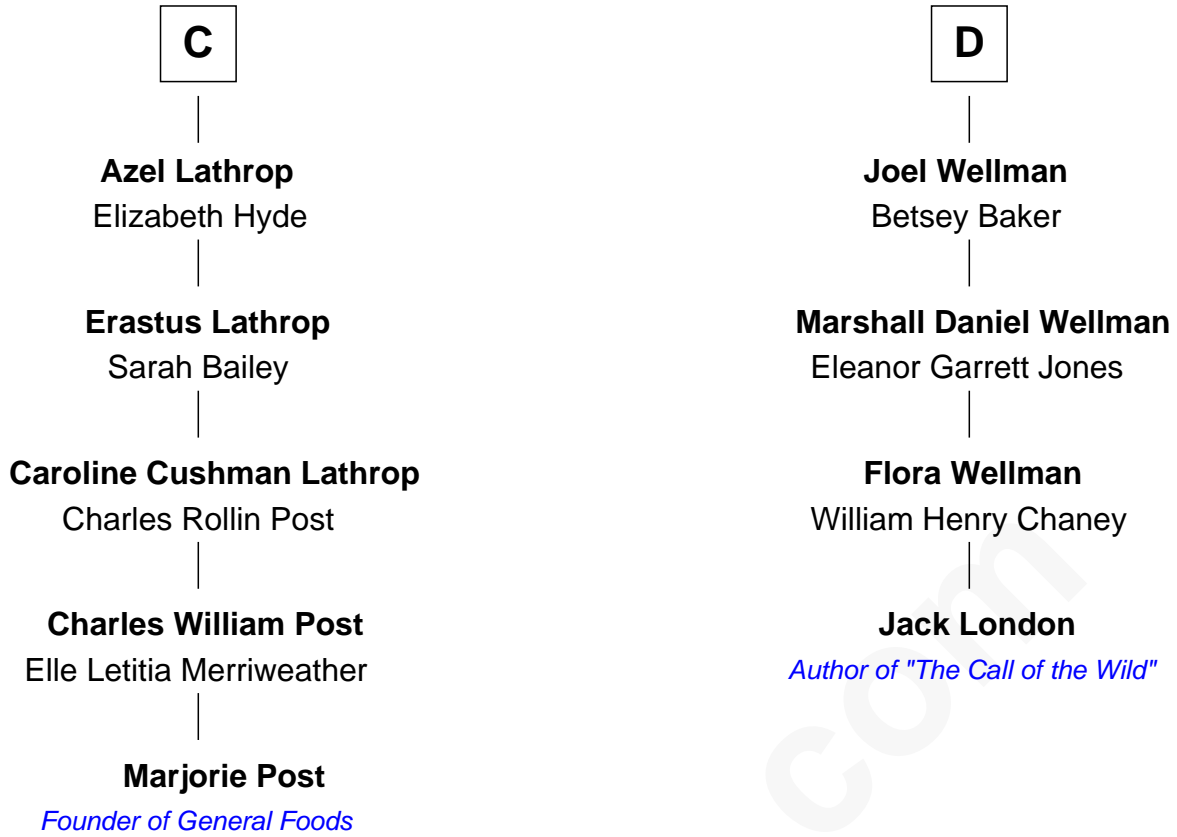 C
Azel Lathrop
Elizabeth Hyde
Erastus Lathrop
Sarah Bailey
Caroline Cushman Lathrop
Charles Rollin Post
Charles William Post
Elle Letitia Merriweather
Marjorie Post
Founder of General Foods
D
Joel Wellman
Betsey Baker
Marshall Daniel Wellman
Eleanor Garrett Jones
Flora Wellman
William Henry Chaney
Jack London
Author of "The Call of the Wild"
com